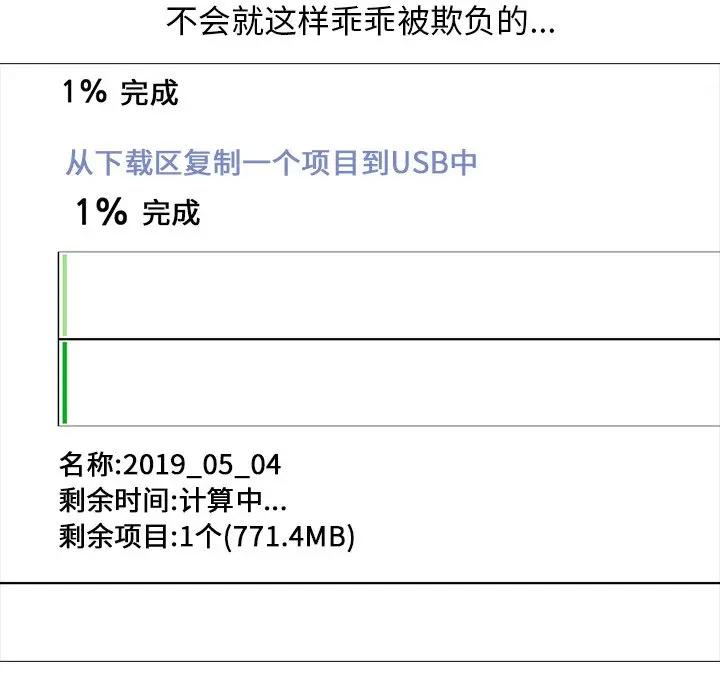 不会就这样乖乖被欺负的...
1% 完成
从下载区复制一个项目到USB中
1% 完成
名称:2019_05_04
剩余时间:计算中...
剩余项目:1个(771.4MB)